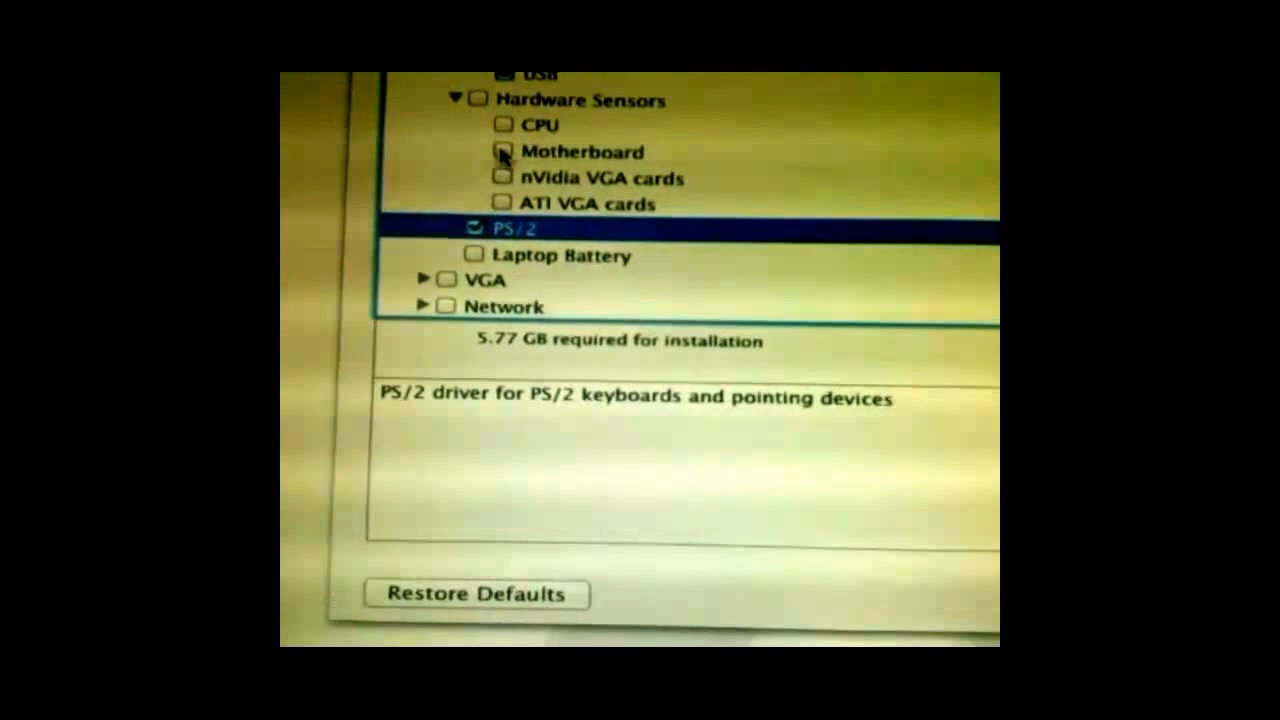 USB
Hardware Sensors
CPU
Motherboard
nVidia VGA cards
ATI VGA cards
PS/2
Laptop Battery
VGA
Network
5.77 GB required for installation
PS/2 driver for PS/2 keyboards and pointing devices
Restore Defaults